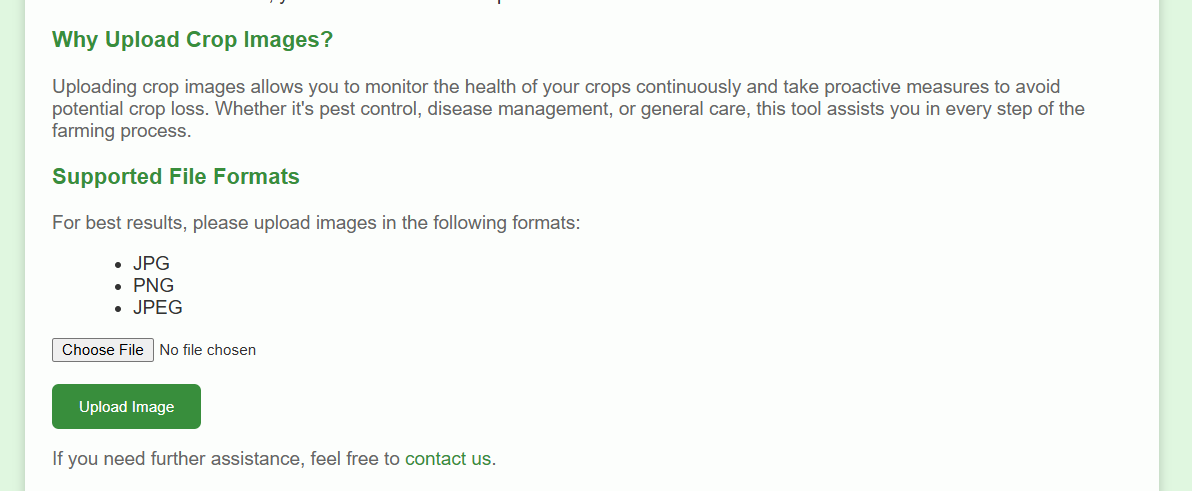 Why Upload Crop Images?
Uploading crop images allows you to monitor the health of your crops continuously and take proactive measures to avoid
potential crop loss. Whether it's pest control, disease management, or general care, this tool assists you in every step of the
farming process.
Supported File Formats
For best results, please upload images in the following formats:
• JPG
• PNG
• JPEG
Choose File No file chosen
Upload Image
If you need further assistance, feel free to contact us.